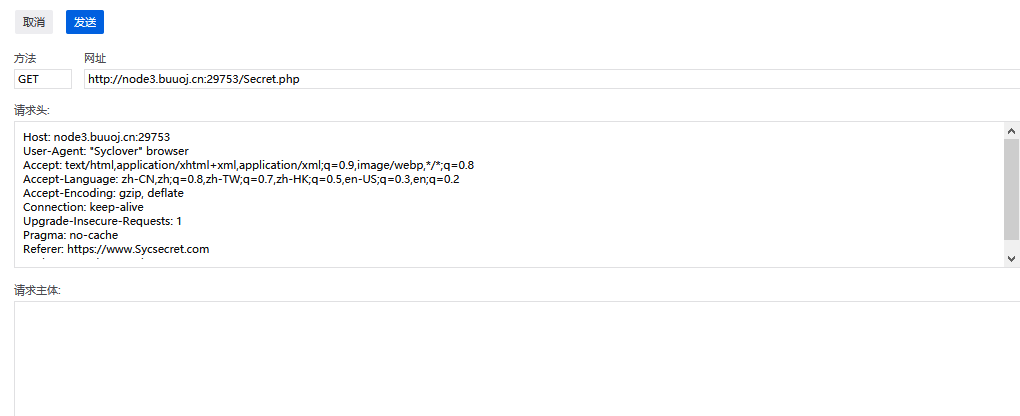 取消 发送
方法 网址
GET http://node3.buuoj.cn:29753/Secret.php
请求头:
Host: node3.buuoj.cn:29753
User-Agent: "Syclover" browser
Accept: text/html,application/xhtml+xml,application/xml;q=0.9,image/webp,*/*;q=0.8
Accept-Language: zh-CN,zh;q=0.8,zh-TW;q=0.7,zh-HK;q=0.5,en-US;q=0.3,en;q=0.2
Accept-Encoding: gzip, deflate
Connection: keep-alive
Upgrade-Insecure-Requests: 1
Pragma: no-cache
Referer: https://www.Sycsecret.com
请求主体: